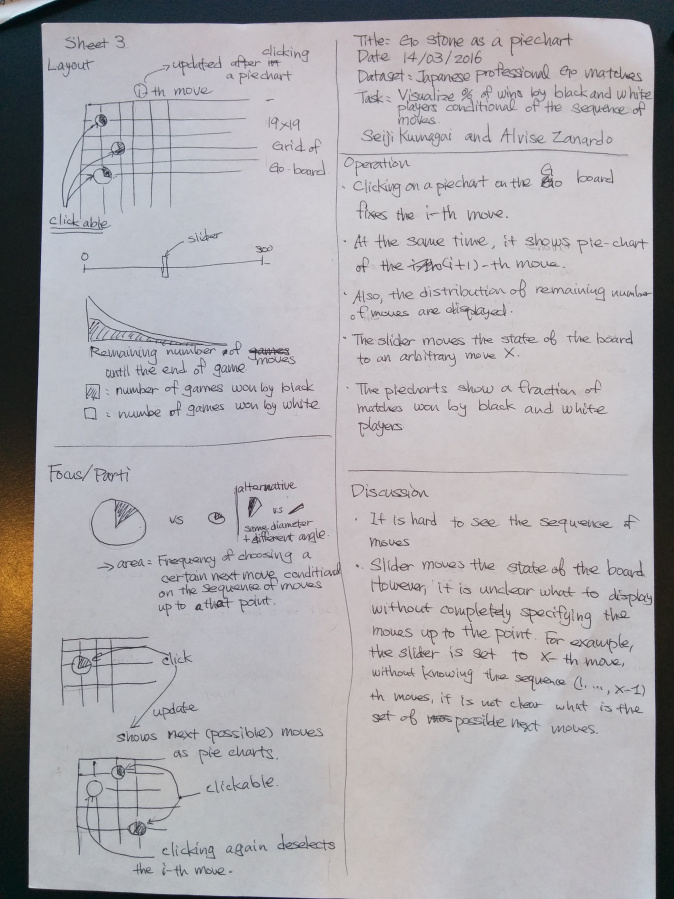 Sheet 3
Layout
updated after clicking
a piechart
i th move
19×19
Grid of
Go-board
clickable
slider
0
300
Remaining number of games moves
until the end of game
: number of games won by black
: numbe of games won by white
Focus/Parti
vs
alternative
vs
same diameter
+ different angle.
→ area = Frequency of choosing a
certain next move conditional
on the sequence of moves
up to a that point.
click
update
shows next (possible) moves
as pie charts.
clickable.
clicking again deselects
the i-th move.
Title: Go stone as a piechart
Date 14/03/2016
Dataset: Japanese professional Go matches
Task: Visualize % of wins by black and white
players conditional of the sequence of
moves.
Seiji Kumagai and Alvise Zanardo
Operation
· Clicking on a piechart on the Go board
fixes the i-th move.
· At the same time, it shows pie-chart
of the (i+1)-th move.
· Also, the distribution of remaining number
of moves are displayed.
· The slider moves the state of the board
to an arbitrary move X.
· The piecharts show a fraction of
matches won by black and white
players
Discussion
· It is hard to see the sequence of
moves
· Slider moves the state of the board
However, it is unclear what to display
without completely specifying the
moves up to the point. For example,
the slider is set to X-th move,
without knowing the sequence (1, ..., X-1)
th moves, it is not clear what is the
set of possible next moves.